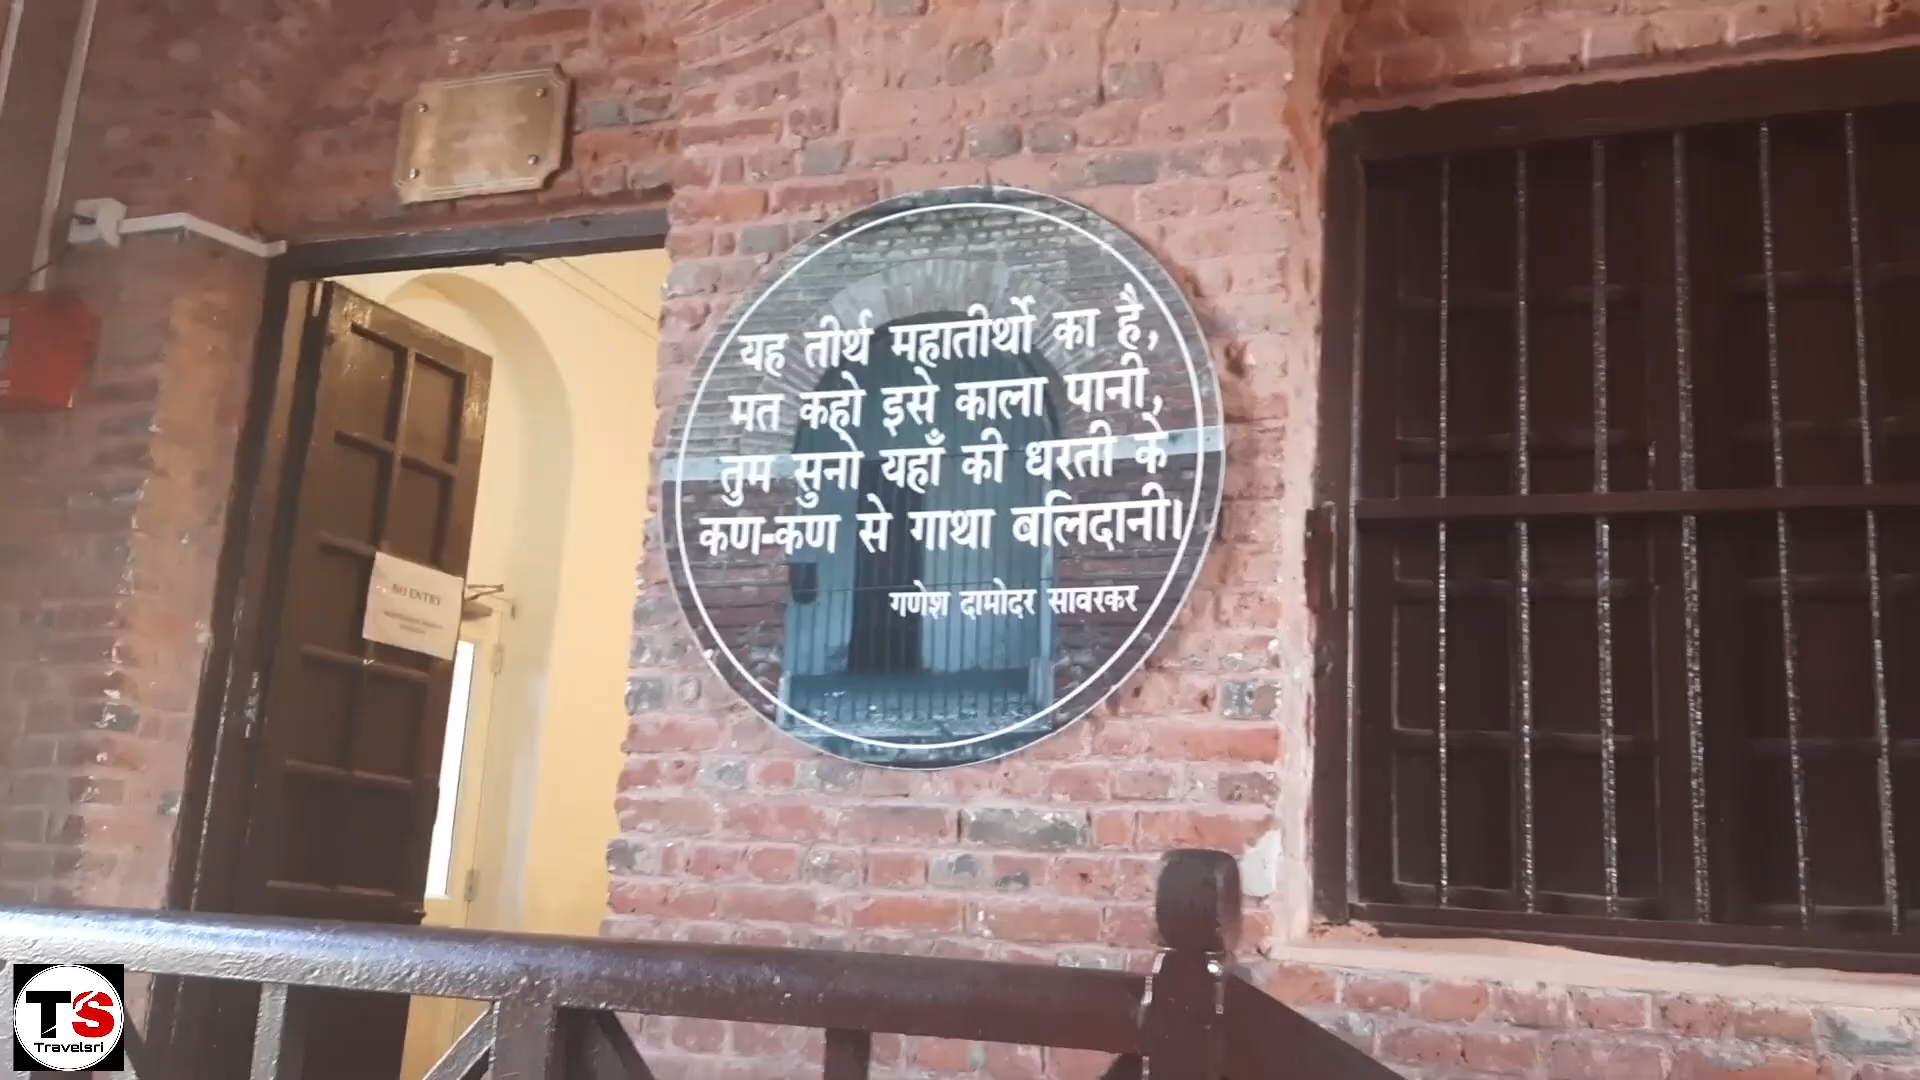 यह तीर्थ महातीर्थो का है,
मत कहो इसे काला पानी,
तुम सुनो यहाँ की धरती के
कण-कण से गाथा बलिदानी।
गणेश दामोदर सावरकर
NO ENTRY
TS
Travelsri